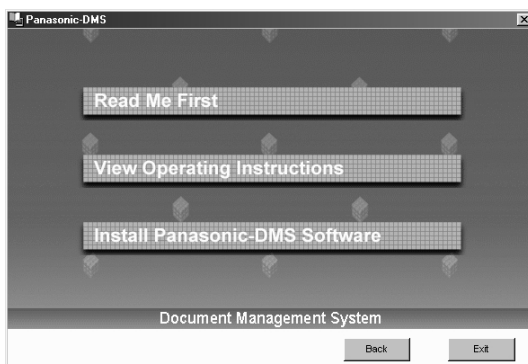 Panasonic-DMS
Read Me First
View Operating Instructions
Install Panasonic-DMS Software
Document Management System
Back
Exit